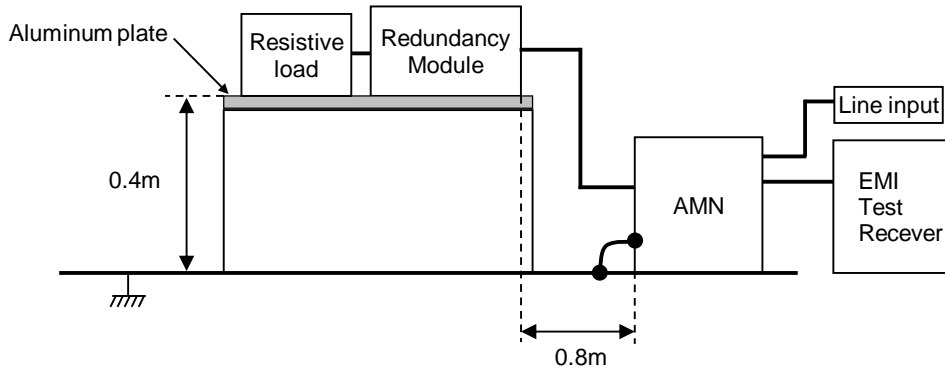 Aluminum plate
Resistive
load
Redundancy
Module
Line input
0.4m
AMN
EMI
Test
Recever
0.8m